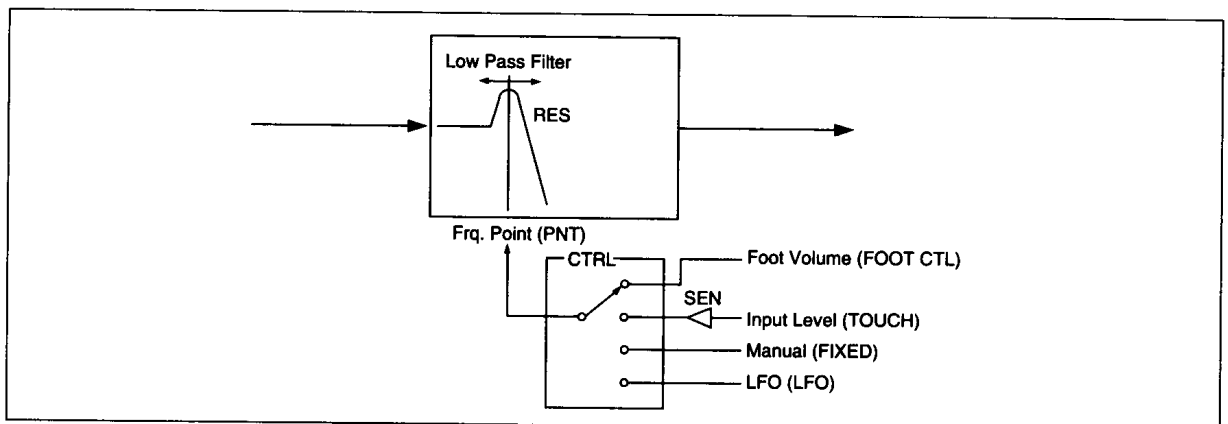 Low Pass Filter
RES
Frq. Point (PNT)
CTRL
Foot Volume (FOOT CTL)
SEN
Input Level (TOUCH)
Manual (FIXED)
LFO (LFO)